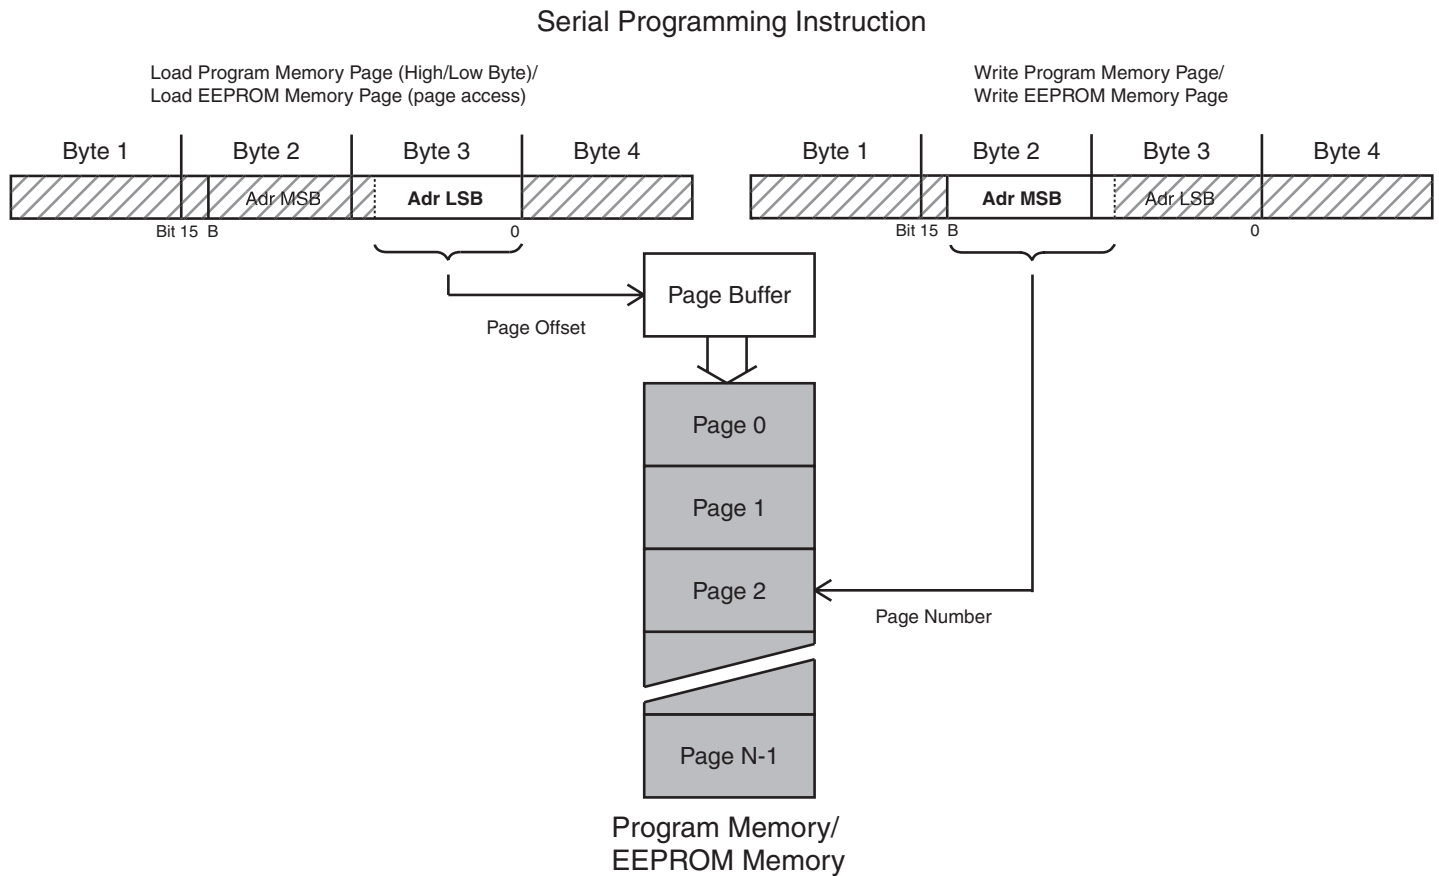 Serial Programming Instruction
Load Program Memory Page (High/Low Byte)/
Load EEPROM Memory Page (page access)
Write Program Memory Page/
Write EEPROM Memory Page
Byte 1
Byte 2
Byte 3
Byte 4
Byte 1
Byte 2
Byte 3
Byte 4
Adr MSB
Adr LSB
Adr MSB
Adr LSB
Bit 15 B
0
Bit 15 B
0
Page Buffer
Page Offset
Page 0
Page 1
Page 2
Page Number
Page N-1
Program Memory/
EEPROM Memory